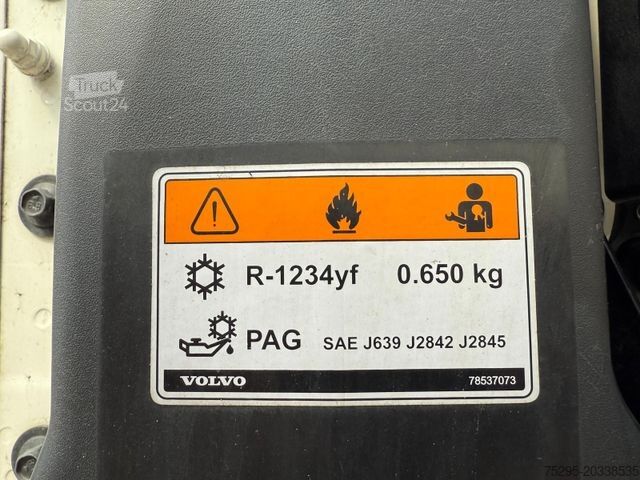 Truck
Scout24
R-1234yf 0.650 kg
PAG SAE J639 J2842 J2845
VOLVO 78537073
75295-20338535